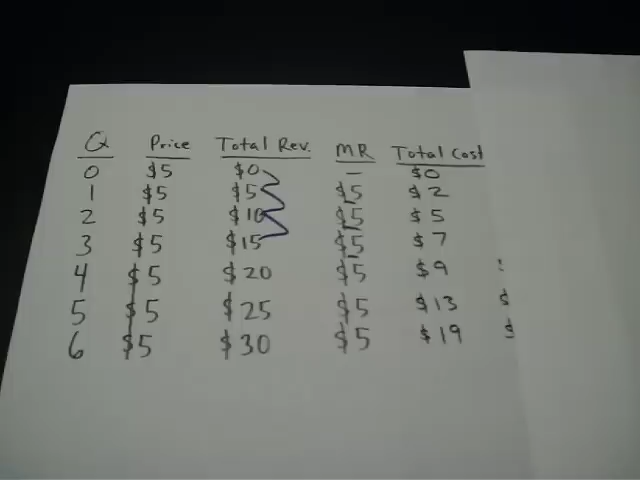 Q Price Total Rev. MR Total Cost
0 $5 $0 - $0
1 $5 $5 $5 $2
2 $5 $10 $5 $5
3 $5 $15 $5 $7
4 $5 $20 $5 $9
5 $5 $25 $5 $13 $
6 $5 $30 $5 $19 $